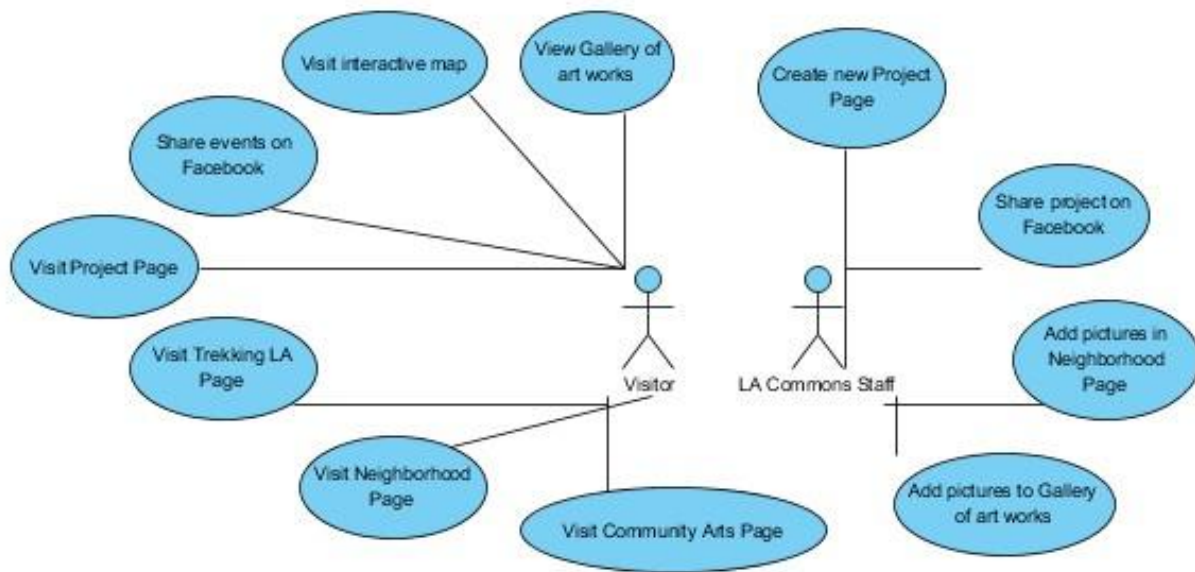 View Gallery of
art works
Visit interactive map
Create new Project
Page
Share events on
Facebook
Share project on
Facebook
Visit Project Page
Visit Trekking LA
Page
Visitor
LA Commons Staff
Add pictures in
Neighborhood
Page
Visit Neighborhood
Page
Visit Community Arts Page
Add pictures to Gallery
of art works